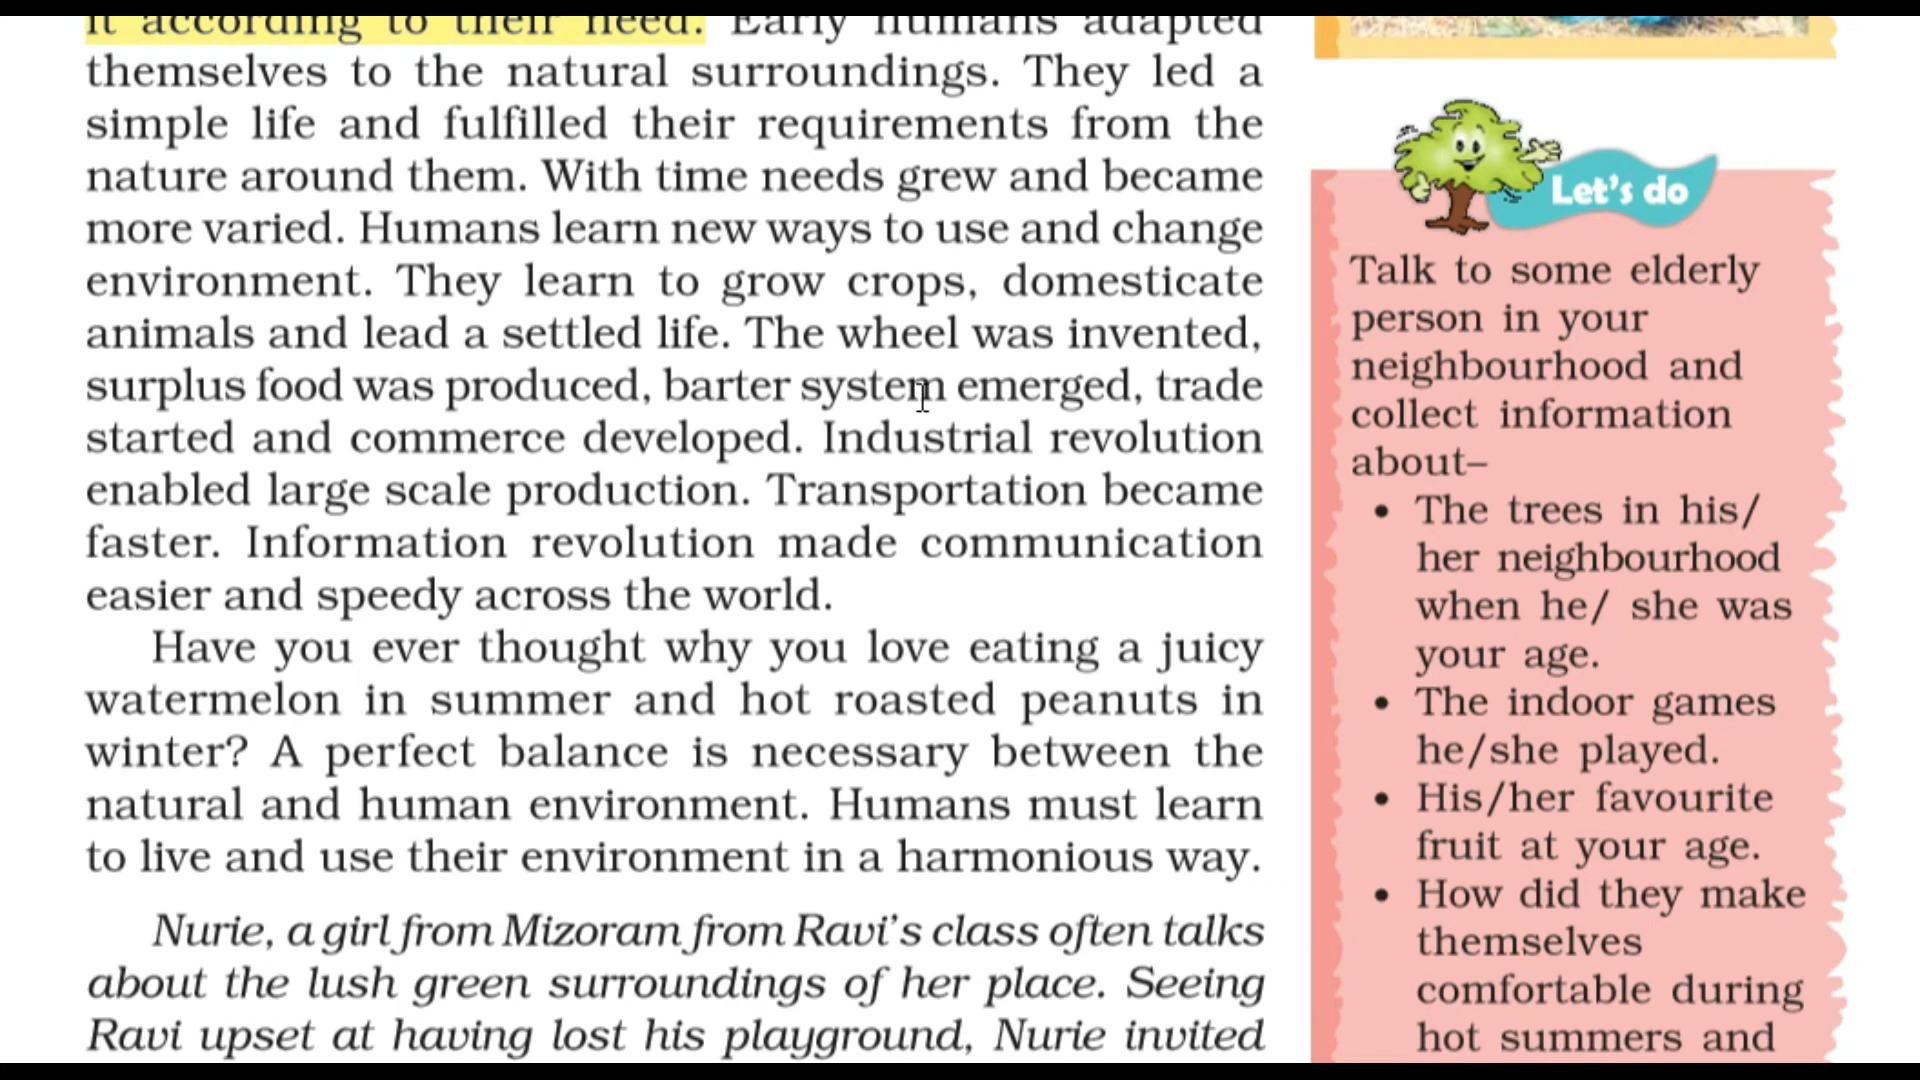 it according to their need. Early humans adapted
themselves to the natural surroundings. They led a
simple life and fulfilled their requirements from the
nature around them. With time needs grew and became
more varied. Humans learn new ways to use and change
environment. They learn to grow crops, domesticate
animals and lead a settled life. The wheel was invented,
surplus food was produced, barter system emerged, trade
started and commerce developed. Industrial revolution
enabled large scale production. Transportation became
faster. Information revolution made communication
easier and speedy across the world.
Have you ever thought why you love eating a juicy
watermelon in summer and hot roasted peanuts in
winter? A perfect balance is necessary between the
natural and human environment. Humans must learn
to live and use their environment in a harmonious way.
Nurie, a girl from Mizoram from Ravi's class often talks
about the lush green surroundings of her place. Seeing
Ravi upset at having lost his playground, Nurie invited
Let's do
Talk to some elderly
person in your
neighbourhood and
collect information
about–
• The trees in his/
her neighbourhood
when he/ she was
your age.
• The indoor games
he/she played.
• His/her favourite
fruit at your age.
• How did they make
themselves
comfortable during
hot summers and